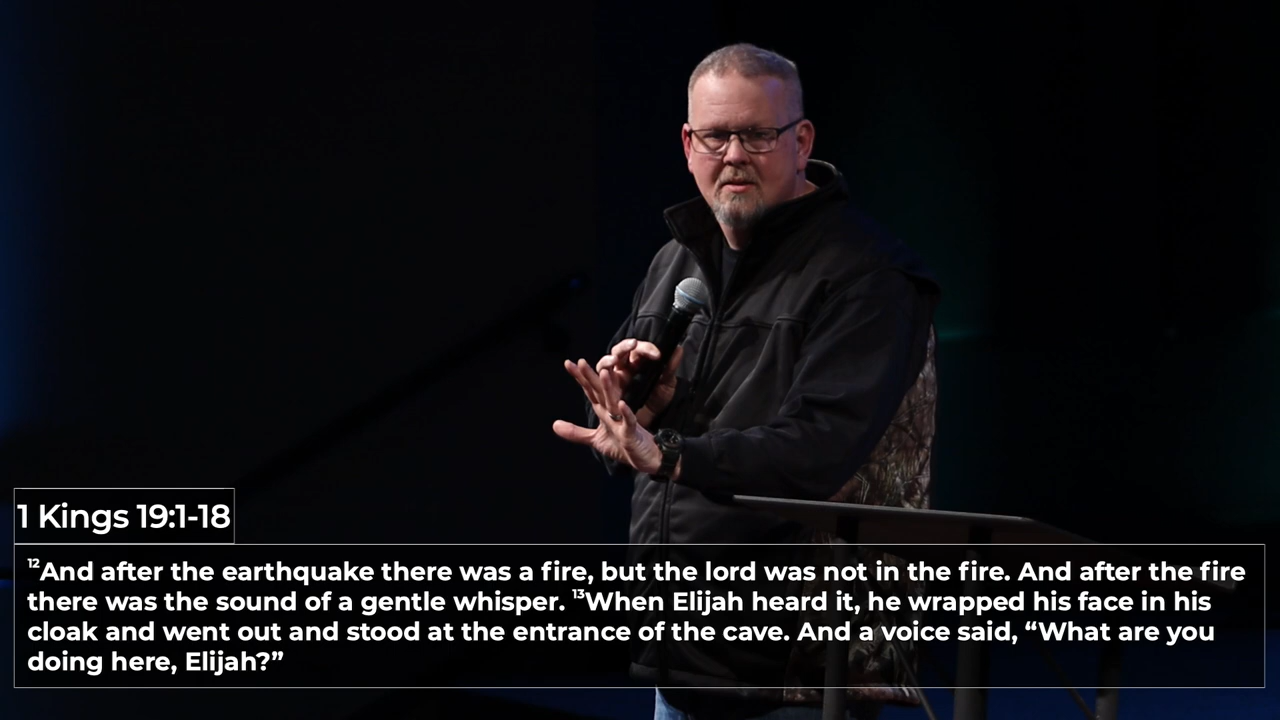 1 Kings 19:1-18
¹²And after the earthquake there was a fire, but the lord was not in the fire. And after the fire
there was the sound of a gentle whisper. ¹³When Elijah heard it, he wrapped his face in his
cloak and went out and stood at the entrance of the cave. And a voice said, “What are you
doing here, Elijah?”